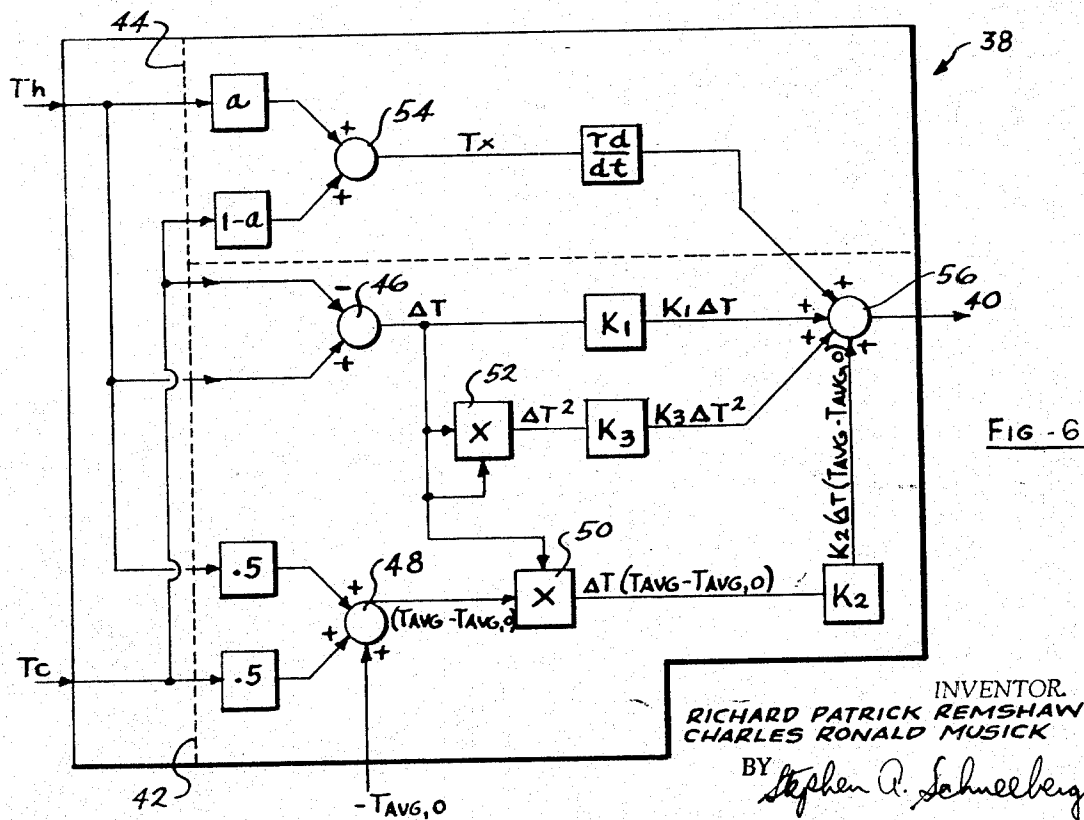 44
38
Th
a
+
54
Tx
τd
dt
+
1-a
-
46
ΔT
+
K1
K1ΔT
+
+
+
56
40
+
52
X
ΔT²
K3
K3ΔT²
FIG-6
K2(ΔT(TAVG-TAVG,0)
50
.5
48
+
(TAVG-TAVG,0)
X
ΔT(TAVG-TAVG,0)
K2
+
+
Tc
.5
42
-TAVG,0
INVENTOR.
RICHARD PATRICK REMSHAW
CHARLES RONALD MUSICK
BY Stephen A. Schneeberg